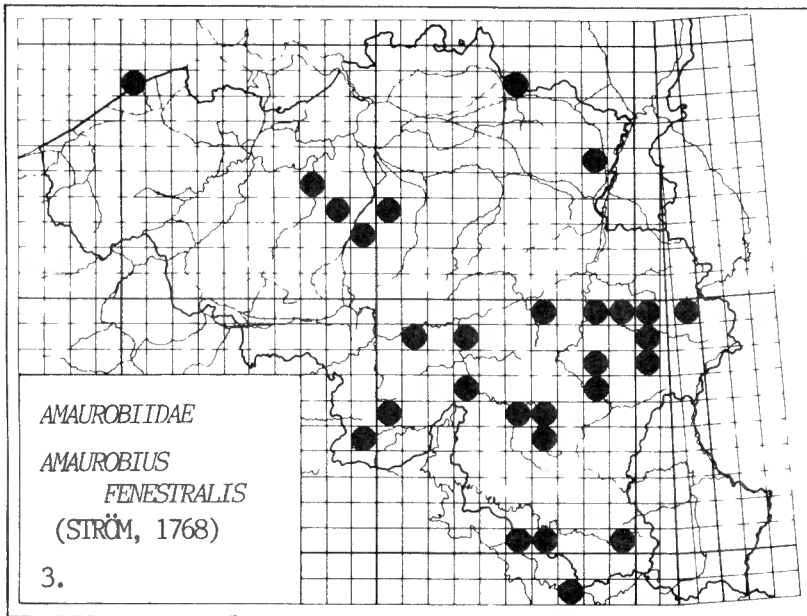 AMAUROBIIDAE
AMAUROBIUS
FENESTRALIS
(STRÖM, 1768)
3.